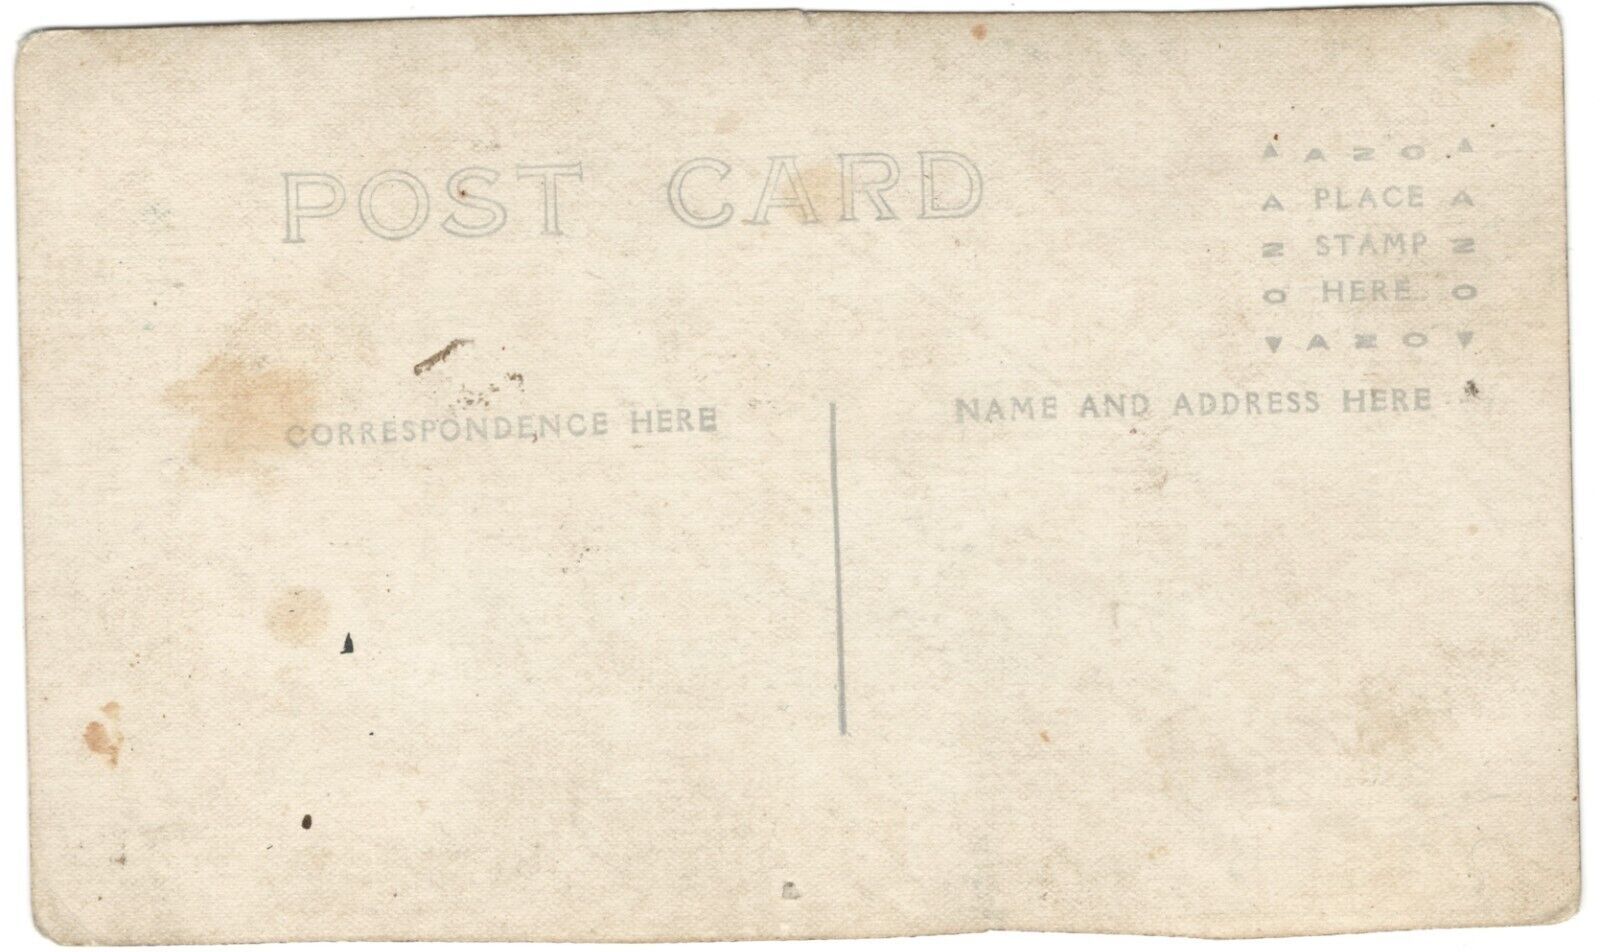 POST CARD
▲ AZO ▲
A PLACE A
Z STAMP Z
O HERE O
▼ AZO ▼
CORRESPONDENCE HERE
NAME AND ADDRESS HERE